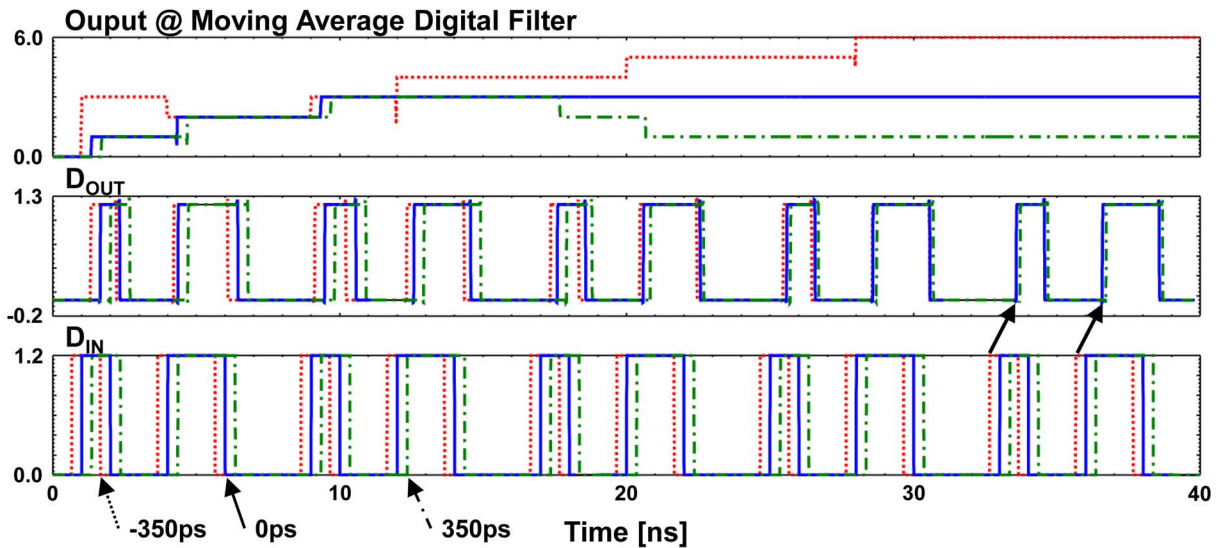 Ouput @ Moving Average Digital Filter
6.0
0.0
DOUT
1.3
-0.2
DIN
1.2
0.0
0 10 20 30 40
-350ps 0ps 350ps Time [ns]